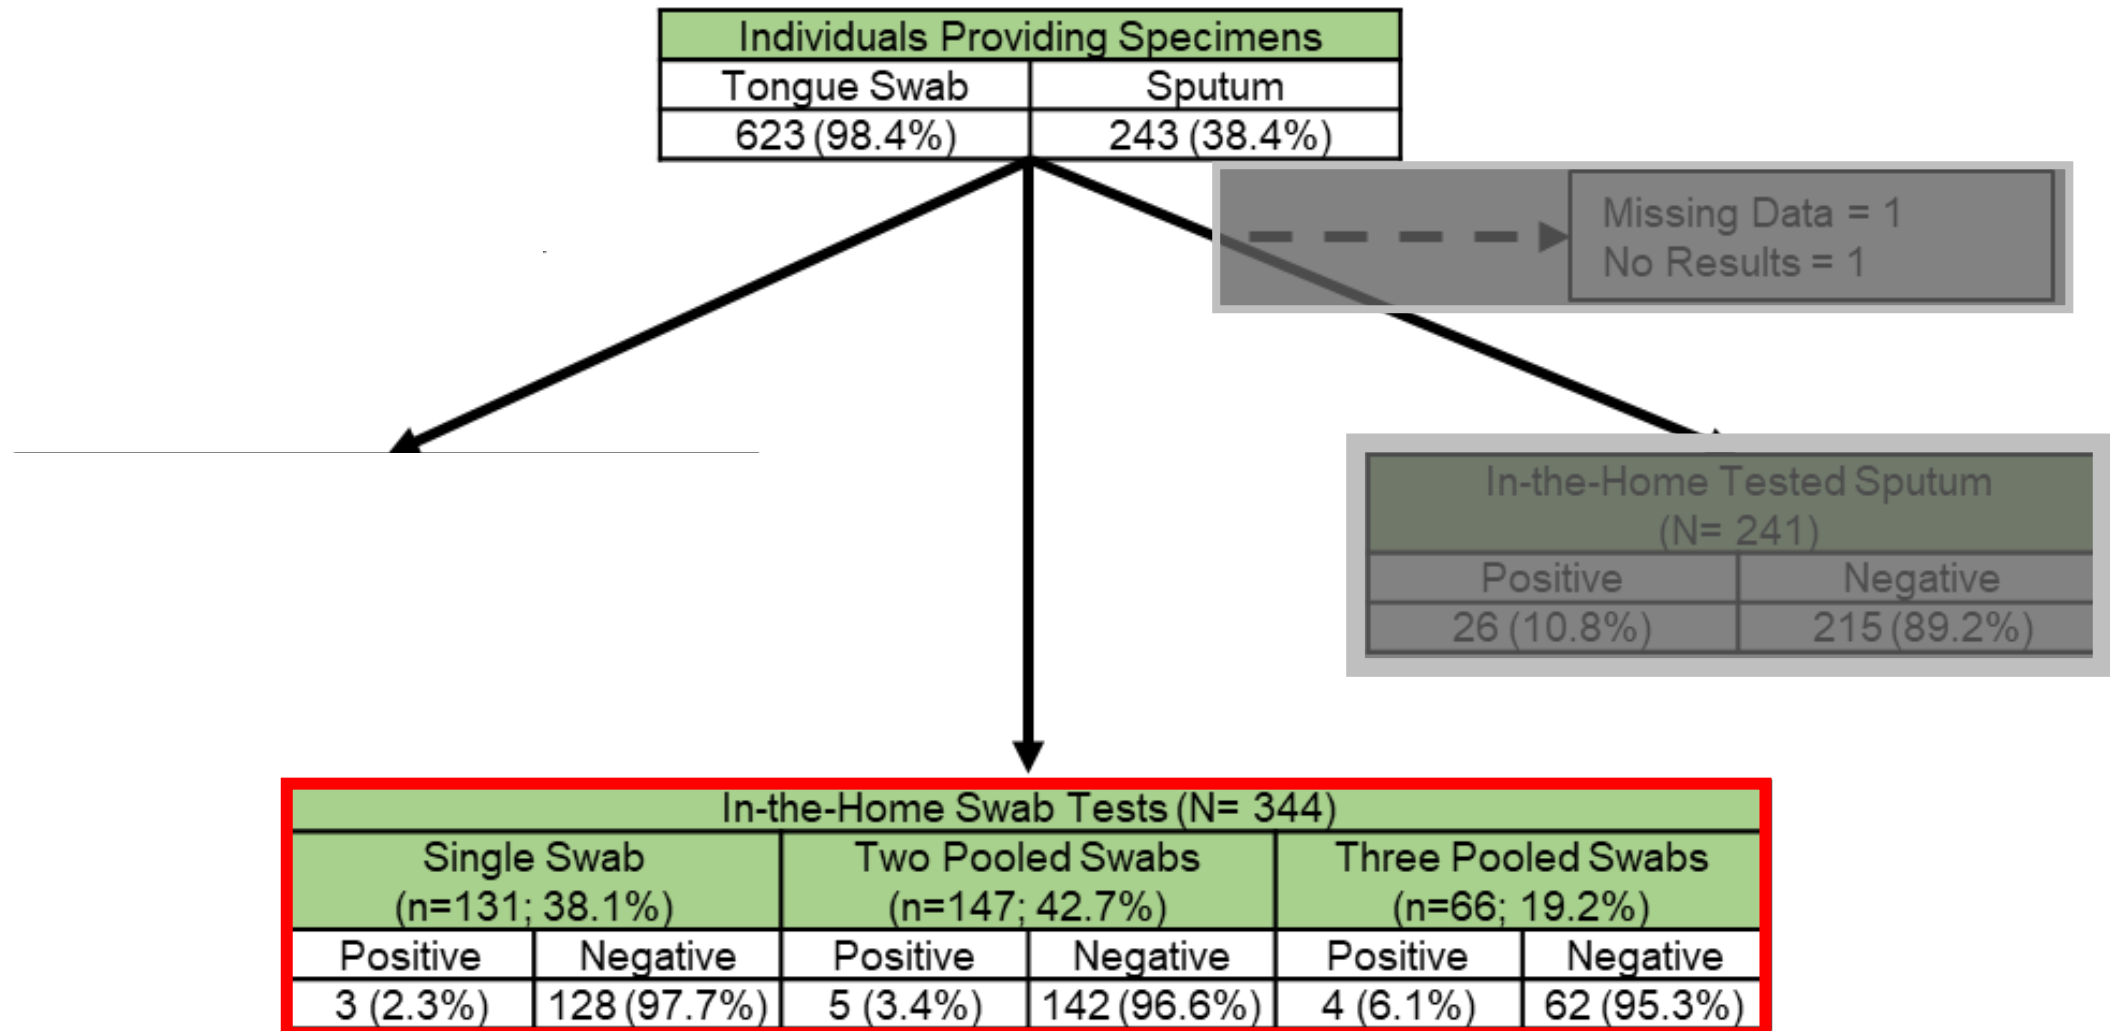 Individuals Providing Specimens
Tongue Swab Sputum
623 (98.4%) 243 (38.4%)
Missing Data = 1
No Results = 1
In-the-Home Tested Sputum
(N= 241)
Positive Negative
26 (10.8%) 215 (89.2%)
In-the-Home Swab Tests (N= 344)
Single Swab Two Pooled Swabs Three Pooled Swabs
(n=131; 38.1%) (n=147; 42.7%) (n=66; 19.2%)
Positive Negative Positive Negative Positive Negative
3 (2.3%) 128 (97.7%) 5 (3.4%) 142 (96.6%) 4 (6.1%) 62 (95.3%)